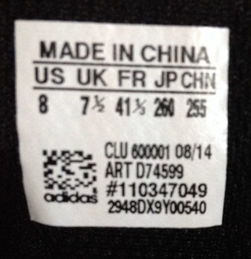 MADE IN CHINA
US UK FR JP CHN
8 7½ 41⅓ 260 255
CLU 600001 08/14
ART D74599
#110347049
adidas
2948DX9Y00540